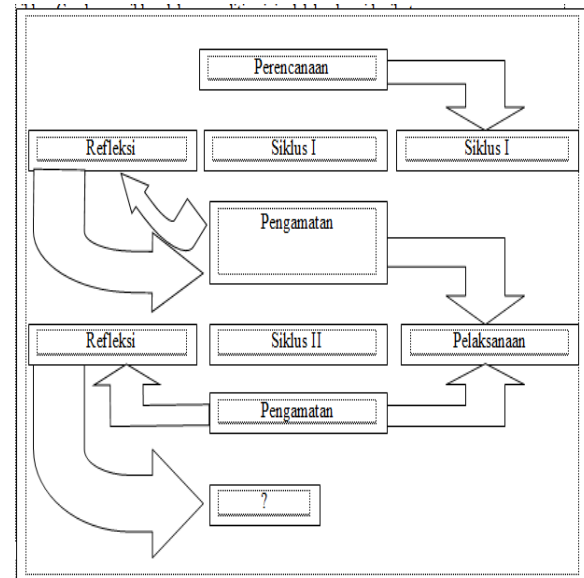 Perencanaan
Refleksi
Siklus I
Siklus I
Pengamatan
Refleksi
Siklus II
Pelaksanaan
Pengamatan
?